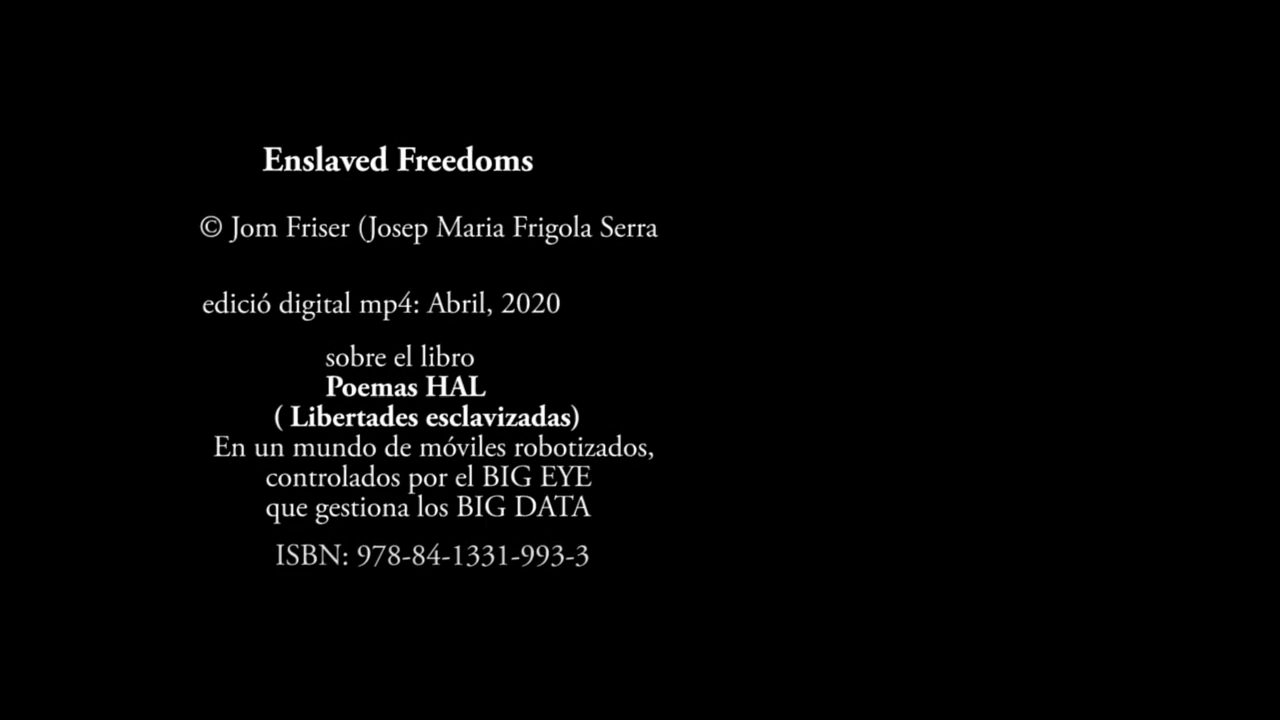 Enslaved Freedoms
© Jom Friser (Josep Maria Frigola Serra
edició digital mp4: Abril, 2020
sobre el libro
Poemas HAL
( Libertades esclavizadas)
En un mundo de móviles robotizados,
controlados por el BIG EYE
que gestiona los BIG DATA
ISBN: 978-84-1331-993-3